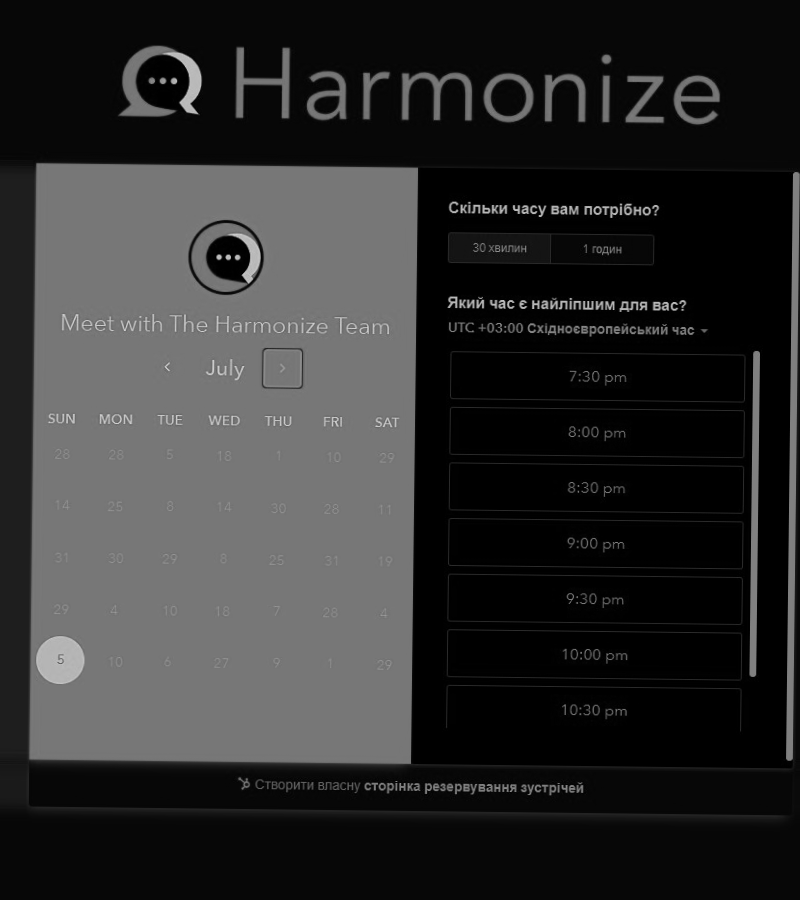 Harmonize
Meet with The Harmonize Team
July
SUN MON TUE WED THU FRI SAT
28 28 5 18 1 10 29
14 25 8 14 30 28 11
31 30 29 8 25 31 19
29 4 10 18 7 28 4
5 10 6 27 9 1 29
Скільки часу вам потрібно?
30 хвилин 1 годин
Який час є найліпшим для вас?
UTC +03:00 Східноєвропейський час
7:30 pm
8:00 pm
8:30 pm
9:00 pm
9:30 pm
10:00 pm
10:30 pm
Створити власну сторінка резервування зустрічей